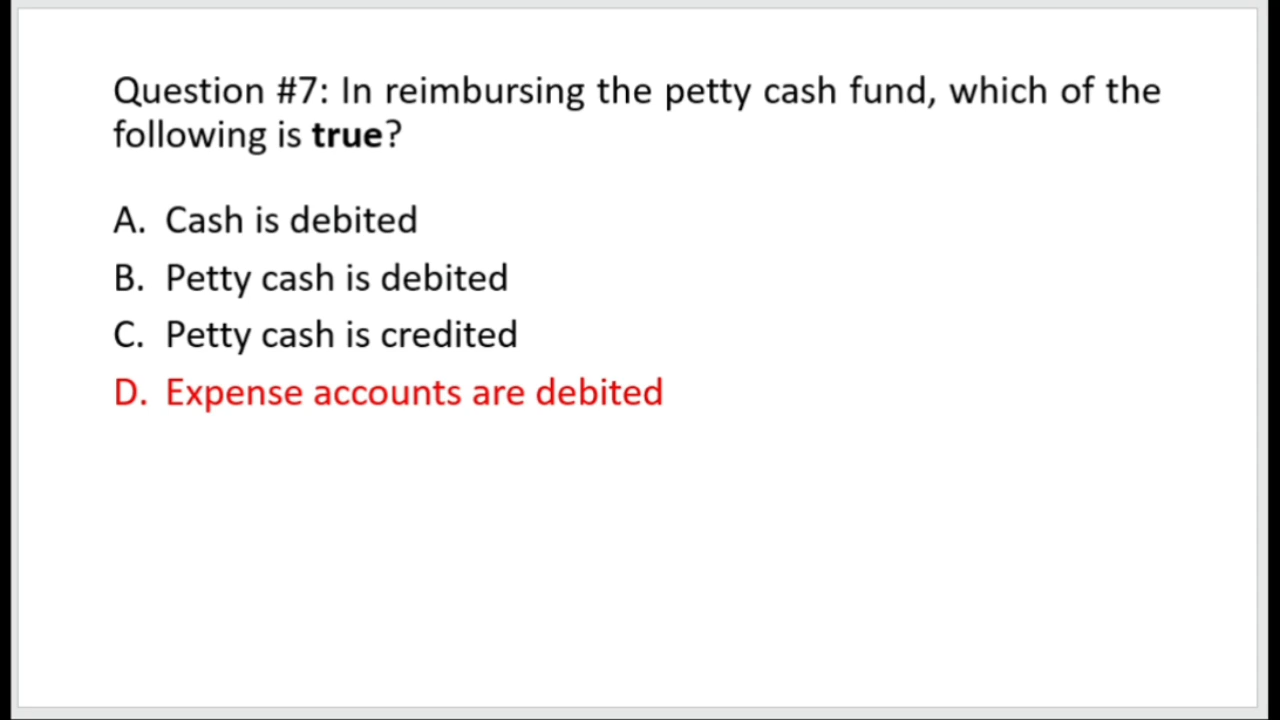 Question #7: In reimbursing the petty cash fund, which of the
following is true?
A. Cash is debited
B. Petty cash is debited
C. Petty cash is credited
D. Expense accounts are debited